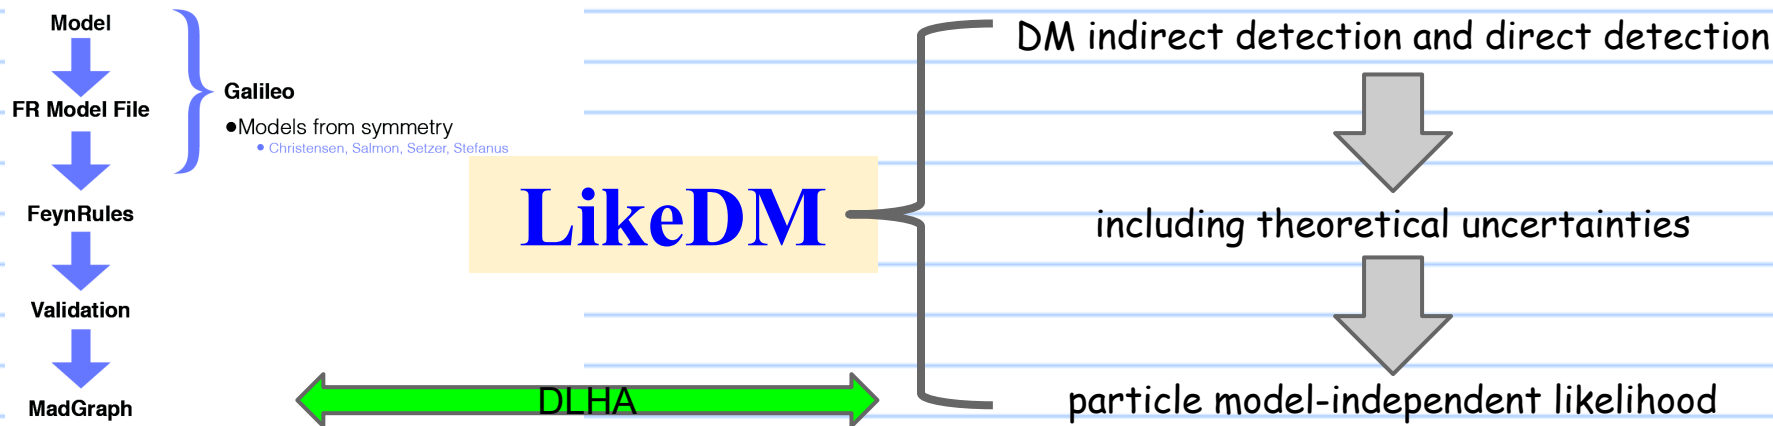 Model
FR Model File
FeynRules
Validation
MadGraph
Galileo
●Models from symmetry
● Christensen, Salmon, Setzer, Stefanus
LikeDM
DLHA
DM indirect detection and direct detection
including theoretical uncertainties
particle model-independent likelihood